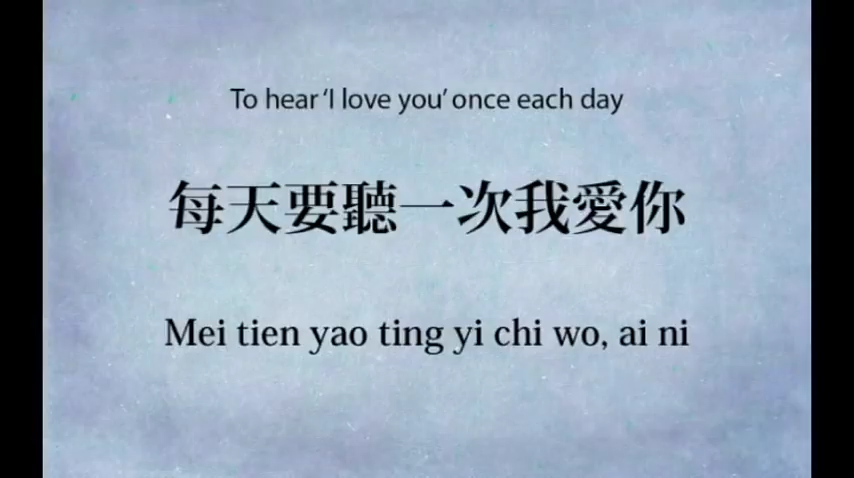 To hear ‘I love you’ once each day
每天要聽一次我愛你
Mei tien yao ting yi chi wo, ai ni